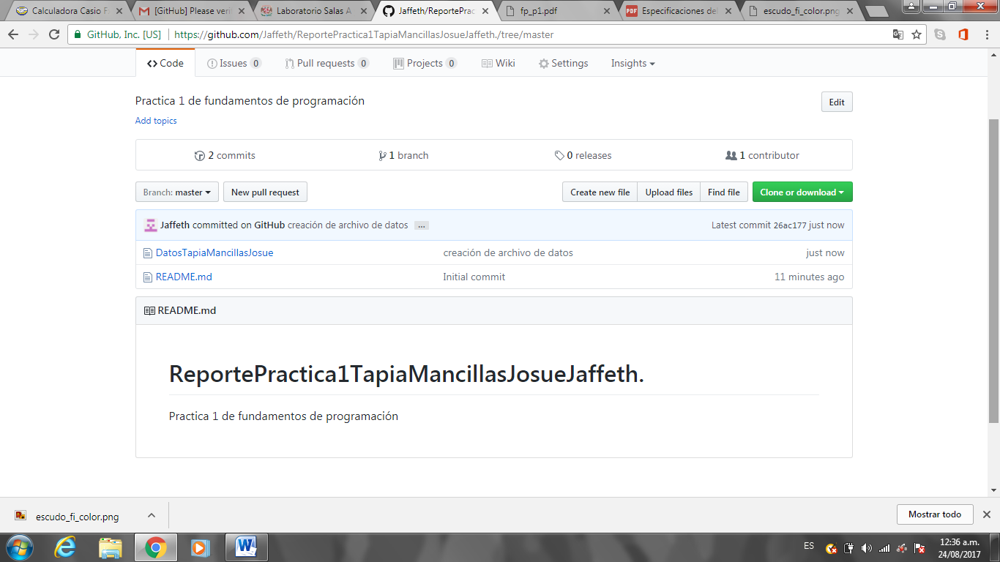 Calculadora Casio F
[GitHub] Please veri
Laboratorio Salas A
Jaffeth/ReportePrac
fp_p1.pdf
PDF Especificaciones del
escudo_fi_color.png
GitHub, Inc. [US] https://github.com/Jaffeth/ReportePractica1TapiaMancillasJosueJaffeth./tree/master
Code Issues 0 Pull requests 0 Projects 0 Wiki Settings Insights
Practica 1 de fundamentos de programación
Edit
Add topics
2 commits 1 branch 0 releases 1 contributor
Branch: master New pull request Create new file Upload files Find file Clone or download
Jaffeth committed on GitHub creación de archivo de datos ... Latest commit 26ac177 just now
DatosTapiaMancillasJosue creación de archivo de datos just now
README.md Initial commit 11 minutes ago
README.md
ReportePractica1TapiaMancillasJosueJaffeth.
Practica 1 de fundamentos de programación
escudo_fi_color.png
Mostrar todo
ES
12:36 a.m.
24/08/2017